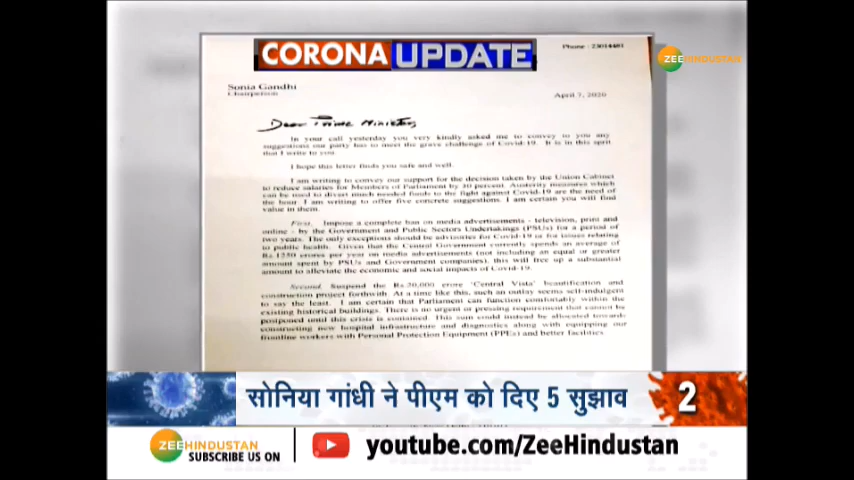 CORONA UPDATE
Phone : 23014481
ZEE HINDUSTAN
Sonia Gandhi
Chairperson
April 7, 2020
Dear Prime Minister,
In your call yesterday you very kindly asked me to convey to you any
suggestions our party has to meet the grave challenge of Covid-19. It is in this spirit
that I write to you.
I hope this letter finds you safe and well.
I am writing to convey our support for the decision taken by the Union Cabinet
to reduce salaries for Members of Parliament by 30 percent. Austerity measures which
can be used to divert much needed funds to the fight against Covid-19 are the need of
the hour. I am writing to offer five concrete suggestions. I am certain you will find
value in them.
First, Impose a complete ban on media advertisements - television, print and
online - by the Government and Public Sectors Undertakings (PSUs) for a period of
two years. The only exceptions should be advisories for Covid-19 or for issues relating
to public health. Given that the Central Government currently spends an average of
Rs 1250 crores per year on media advertisements (not including an equal or greater
amount spent by PSUs and Government companies), this will free up a substantial
amount to alleviate the economic and social impacts of Covid-19.
Second, Suspend the Rs.20,000 crore 'Central Vista' beautification and
construction project forthwith. At a time like this, such an outlay seems self-indulgent
to say the least. I am certain that Parliament can function comfortably within the
existing historical buildings. There is no urgent or pressing requirement that cannot be
postponed until this crisis is contained. This sum could instead be allocated towards
constructing new hospital infrastructure and diagnostics along with equipping our
frontline workers with Personal Protection Equipment (PPEs) and better facilities.
सोनिया गांधी ने पीएम को दिए 5 सुझाव
2
ZEE HINDUSTAN
SUBSCRIBE US ON
youtube.com/ZeeHindustan